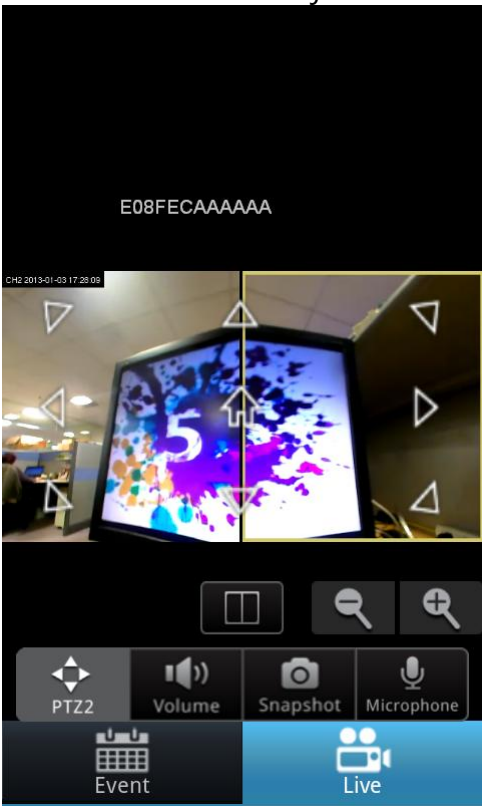 E08FECAAAAAA
CH2 2013-01-03 17:28:09
5
PTZ2
Volume
Snapshot
Microphone
Event
Live